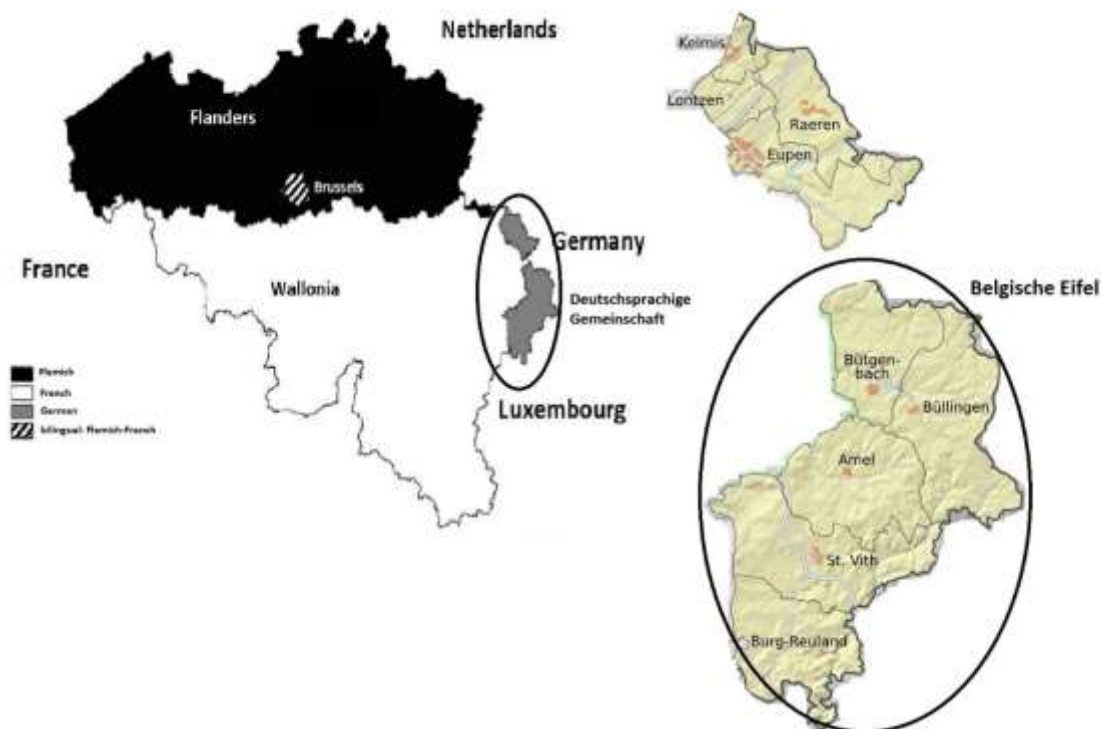 Netherlands
Flanders
Brussels
Germany
France
Wallonia
Deutschsprachige
Gemeinschaft
Luxembourg
Flemish
French
German
bilingual: Flemish-French
Kelmis
Lontzen
Raeren
Eupen
Belgische Eifel
Bütgen-
bach
Büllingen
Amel
St. Vith
Burg-Reuland